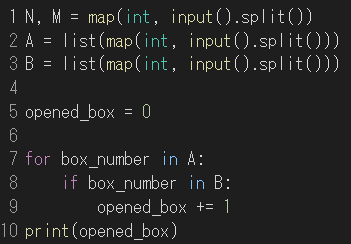 1 N, M = map(int, input().split())
2 A = list(map(int, input().split()))
3 B = list(map(int, input().split()))
4
5 opened_box = 0
6
7 for box_number in A:
8     if box_number in B:
9         opened_box += 1
10 print(opened_box)